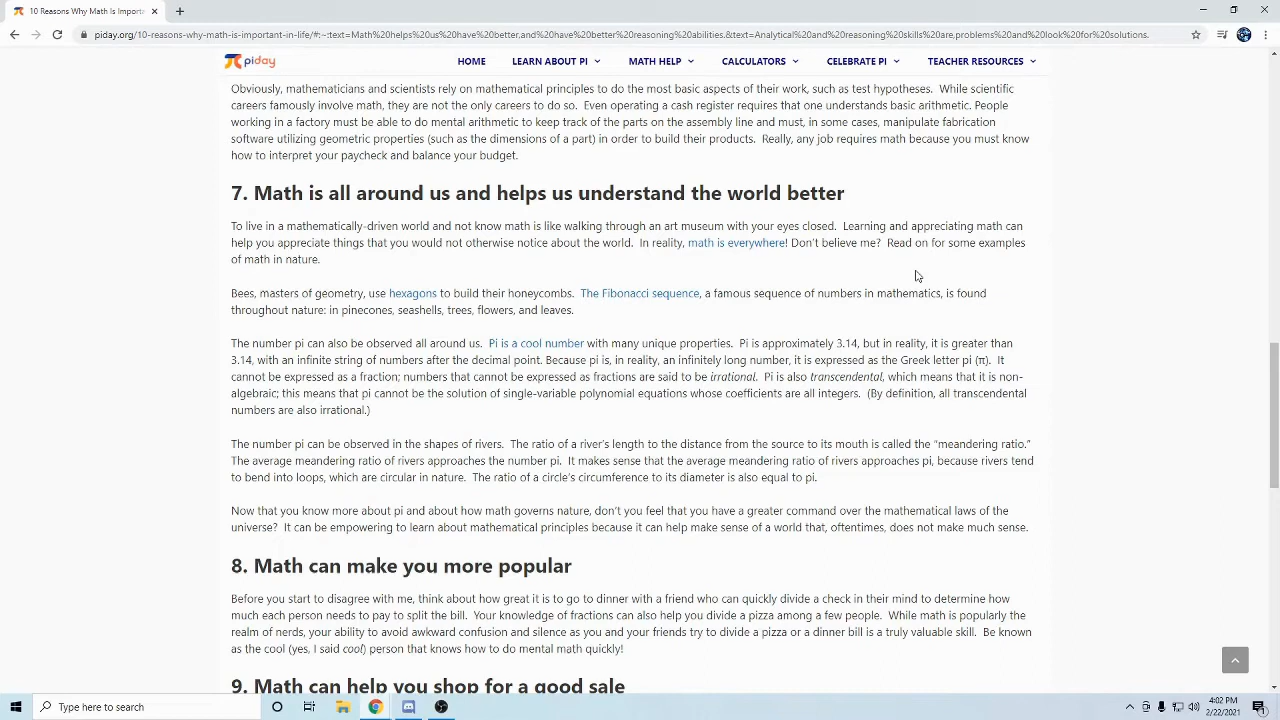 10 Reasons Why Math Is Importa
piday.org/10-reasons-why-math-is-important-in-life/#:~:text=Math%20helps%20us%20have%20better,and%20have%20better%20reasoning%20abilities.&text=Analytical%20and%20reasoning%20skills%20are,problems%20and%20look%20for%20solutions.
piday HOME LEARN ABOUT PI MATH HELP CALCULATORS CELEBRATE PI TEACHER RESOURCES
Obviously, mathematicians and scientists rely on mathematical principles to do the most basic aspects of their work, such as test hypotheses. While scientific
careers famously involve math, they are not the only careers to do so. Even operating a cash register requires that one understands basic arithmetic. People
working in a factory must be able to do mental arithmetic to keep track of the parts on the assembly line and must, in some cases, manipulate fabrication
software utilizing geometric properties (such as the dimensions of a part) in order to build their products. Really, any job requires math because you must know
how to interpret your paycheck and balance your budget.
7. Math is all around us and helps us understand the world better
To live in a mathematically-driven world and not know math is like walking through an art museum with your eyes closed. Learning and appreciating math can
help you appreciate things that you would not otherwise notice about the world. In reality, math is everywhere! Don't believe me? Read on for some examples
of math in nature.
Bees, masters of geometry, use hexagons to build their honeycombs. The Fibonacci sequence, a famous sequence of numbers in mathematics, is found
throughout nature: in pinecones, seashells, trees, flowers, and leaves.
The number pi can also be observed all around us. Pi is a cool number with many unique properties. Pi is approximately 3.14, but in reality, it is greater than
3.14, with an infinite string of numbers after the decimal point. Because pi is, in reality, an infinitely long number, it is expressed as the Greek letter pi (π). It
cannot be expressed as a fraction; numbers that cannot be expressed as fractions are said to be irrational. Pi is also transcendental, which means that it is non-
algebraic; this means that pi cannot be the solution of single-variable polynomial equations whose coefficients are all integers. (By definition, all transcendental
numbers are also irrational.)
The number pi can be observed in the shapes of rivers. The ratio of a river's length to the distance from the source to its mouth is called the "meandering ratio."
The average meandering ratio of rivers approaches the number pi. It makes sense that the average meandering ratio of rivers approaches pi, because rivers tend
to bend into loops, which are circular in nature. The ratio of a circle's circumference to its diameter is also equal to pi.
Now that you know more about pi and about how math governs nature, don't you feel that you have a greater command over the mathematical laws of the
universe? It can be empowering to learn about mathematical principles because it can help make sense of a world that, oftentimes, does not make much sense.
8. Math can make you more popular
Before you start to disagree with me, think about how great it is to go to dinner with a friend who can quickly divide a check in their mind to determine how
much each person needs to pay to split the bill. Your knowledge of fractions can also help you divide a pizza among a few people. While math is popularly the
realm of nerds, your ability to avoid awkward confusion and silence as you and your friends try to divide a pizza or a dinner bill is a truly valuable skill. Be known
as the cool (yes, I said cool) person that knows how to do mental math quickly!
9. Math can help you shop for a good sale
Type here to search
4:02 PM
2/22/2021